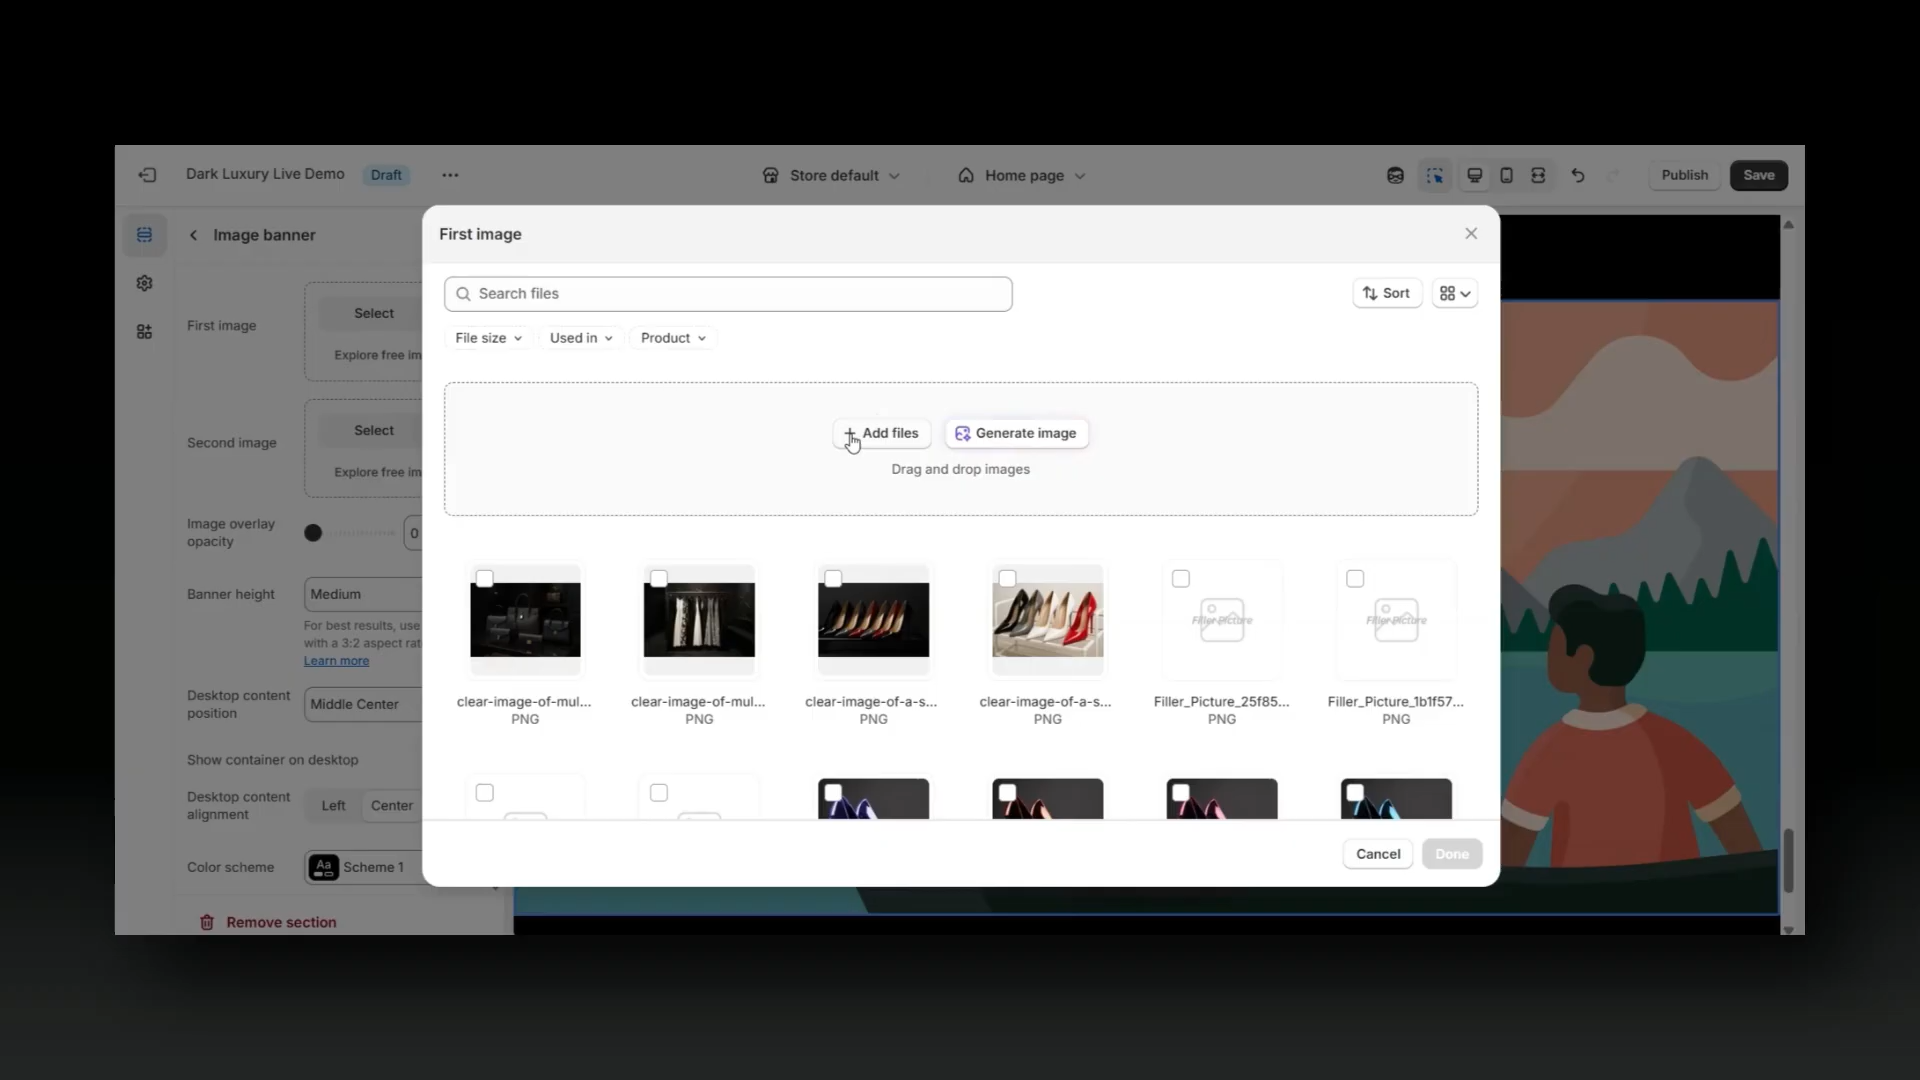 Dark Luxury Live Demo
Draft
Store default
Home page
Publish
Save
Image banner
First image
Select
Explore free im
Second image
Select
Explore free im
Image overlay
opacity
0
Banner height
Medium
For best results, use
with a 3:2 aspect rat
Learn more
Desktop content
position
Middle Center
Show container on desktop
Desktop content
alignment
Left
Center
Color scheme
Aa
Scheme 1
Remove section
First image
Search files
Sort
File size
Used in
Product
Add files
Generate image
Drag and drop images
Filler Picture
Filler Picture
clear-image-of-mul...
clear-image-of-mul...
clear-image-of-a-s...
clear-image-of-a-s...
Filler_Picture_25f85...
Filler_Picture_1b1f57...
PNG
PNG
PNG
PNG
PNG
PNG
Cancel
Done